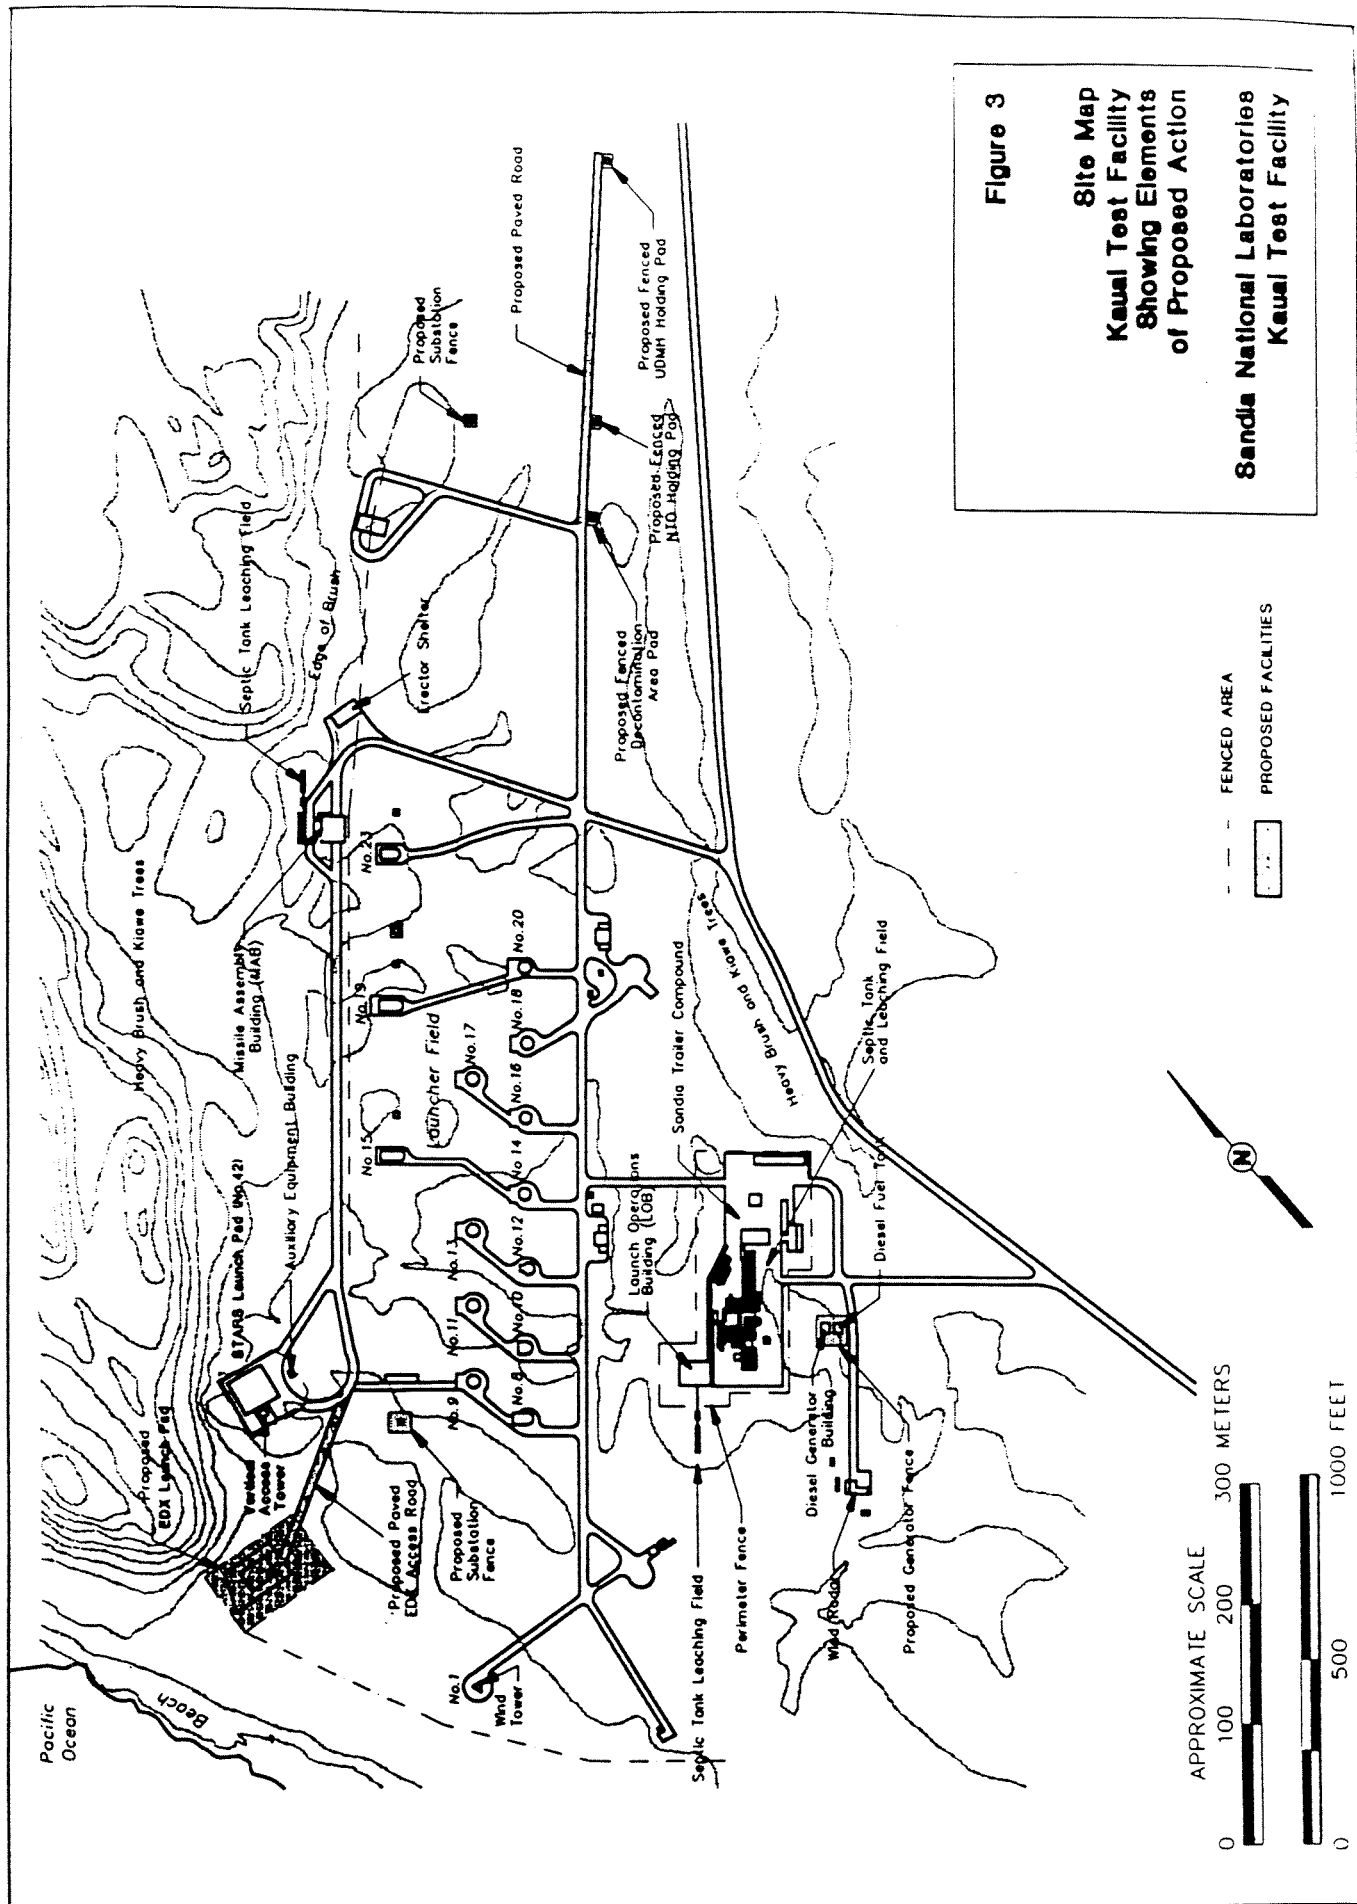 Figure 3
Site Map
Kauai Test Facility
Showing Elements
of Proposed Action
Sandia National Laboratories
Kauai Test Facility
Pacific
Ocean
Beach
Proposed
EDX Launch Pad
Vertical
Access
Tower
STARS Launch Pad (No.42)
Auxiliary Equipment Building
Heavy Brush and Kiawe Trees
Missile Assembly
Building (MAB)
Septic Tank Leaching Field
Edge of Brush
Erector Shelter
Proposed
Substation
Fence
Proposed Paved Road
Proposed Paved
EDX Access Road
Proposed
Substation
Fence
Launcher Field
No.1
Wind
Tower
No.9
No.8
No.11
No.10
No.13
No.12
No.15
No.14
No.17
No.16
No.19
No.18
No.20
No.23
Proposed Fenced
Decontamination
Area Pad
Proposed Fenced
NTO Holding Pad
Proposed Fenced
UDMH Holding Pad
Launch Operations
Building (LOB)
Sandia Trailer Compound
Heavy Brush and Kiawe Trees
Septic Tank
and Leaching Field
Diesel Fuel Tank
Septic Tank Leaching Field
Perimeter Fence
Diesel Generator
Building
Wind Radar
Proposed Generator Fence
N
FENCED AREA
PROPOSED FACILITIES
APPROXIMATE SCALE
0 100 200 300 METERS
0 500 1000 FEET